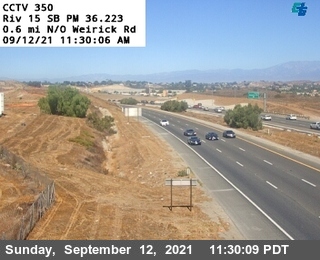 CCTV 350
Riv 15 SB PM 36.223
0.6 mi N/O Weirick Rd
09/12/21 11:30:06 AM
Sunday, September 12, 2021 11:30:09 PDT